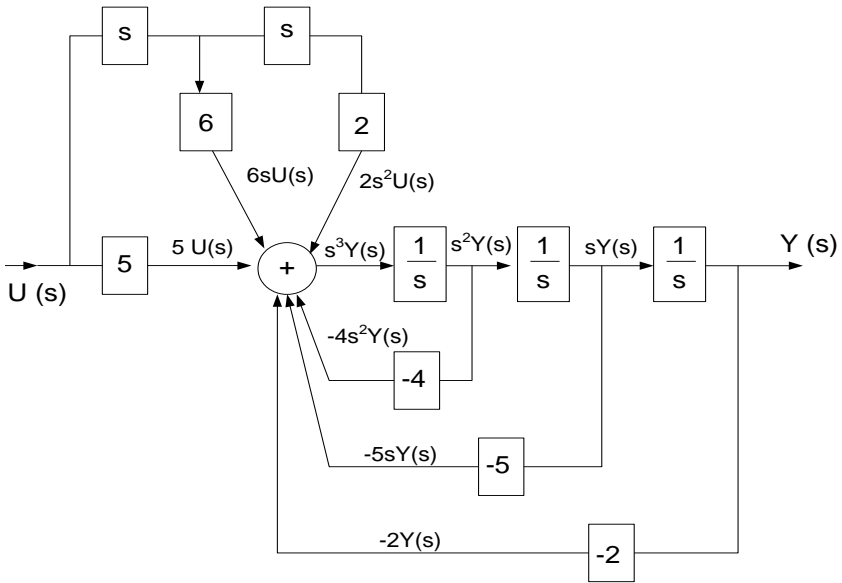 s
s
6
2
6sU(s)
2s²U(s)
5 U(s)
s³Y(s)
s²Y(s)
sY(s)
Y (s)
U (s)
5
+
1
s
1
s
1
s
-4s²Y(s)
-4
-5sY(s)
-5
-2Y(s)
-2